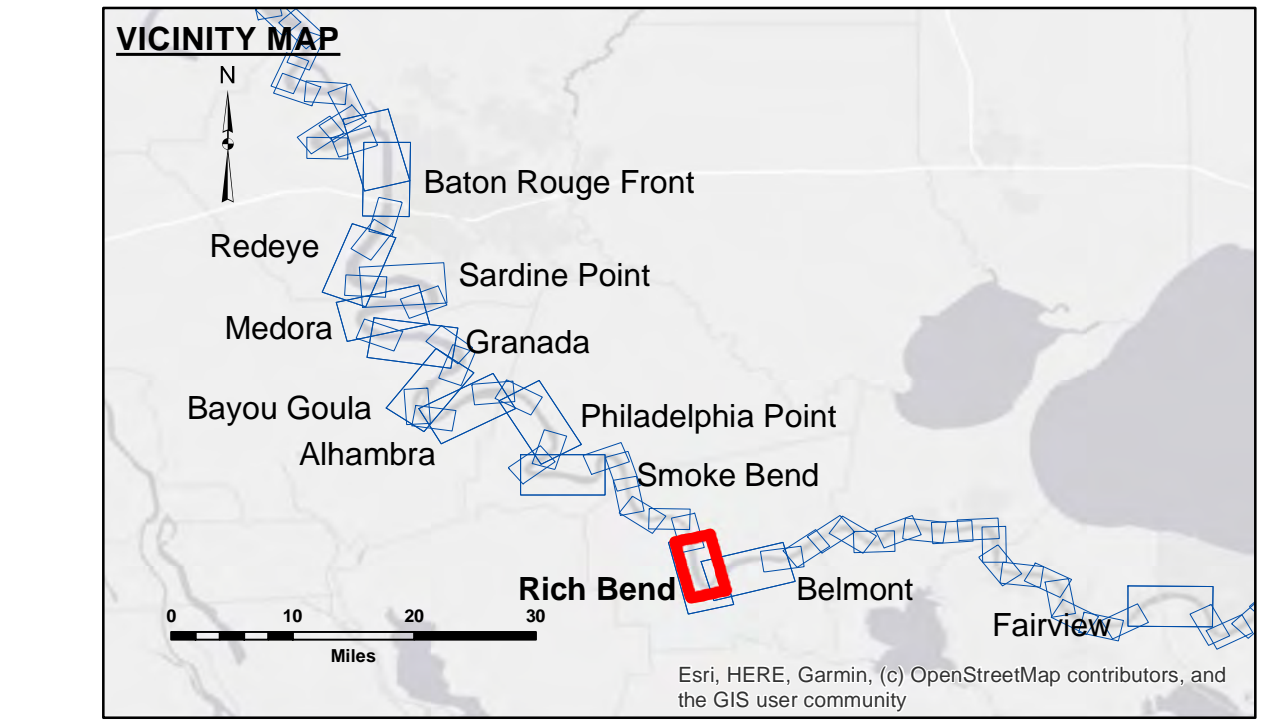 VICINITY MAP
N
Baton Rouge Front
Redeye
Sardine Point
Medora
Granada
Bayou Goula
Philadelphia Point
Alhambra
Smoke Bend
Rich Bend
Belmont
Fairview
0 10 20 30
Miles
Esri, HERE, Garmin, (c) OpenStreetMap contributors, and
the GIS user community